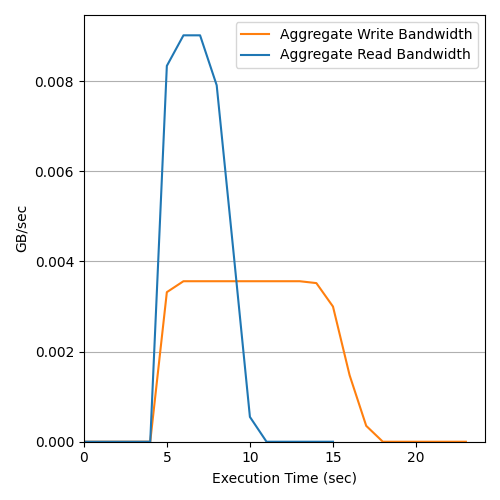 Aggregate Write Bandwidth
Aggregate Read Bandwidth
0.008
0.006
0.004
0.002
0.000
GB/sec
0 5 10 15 20
Execution Time (sec)